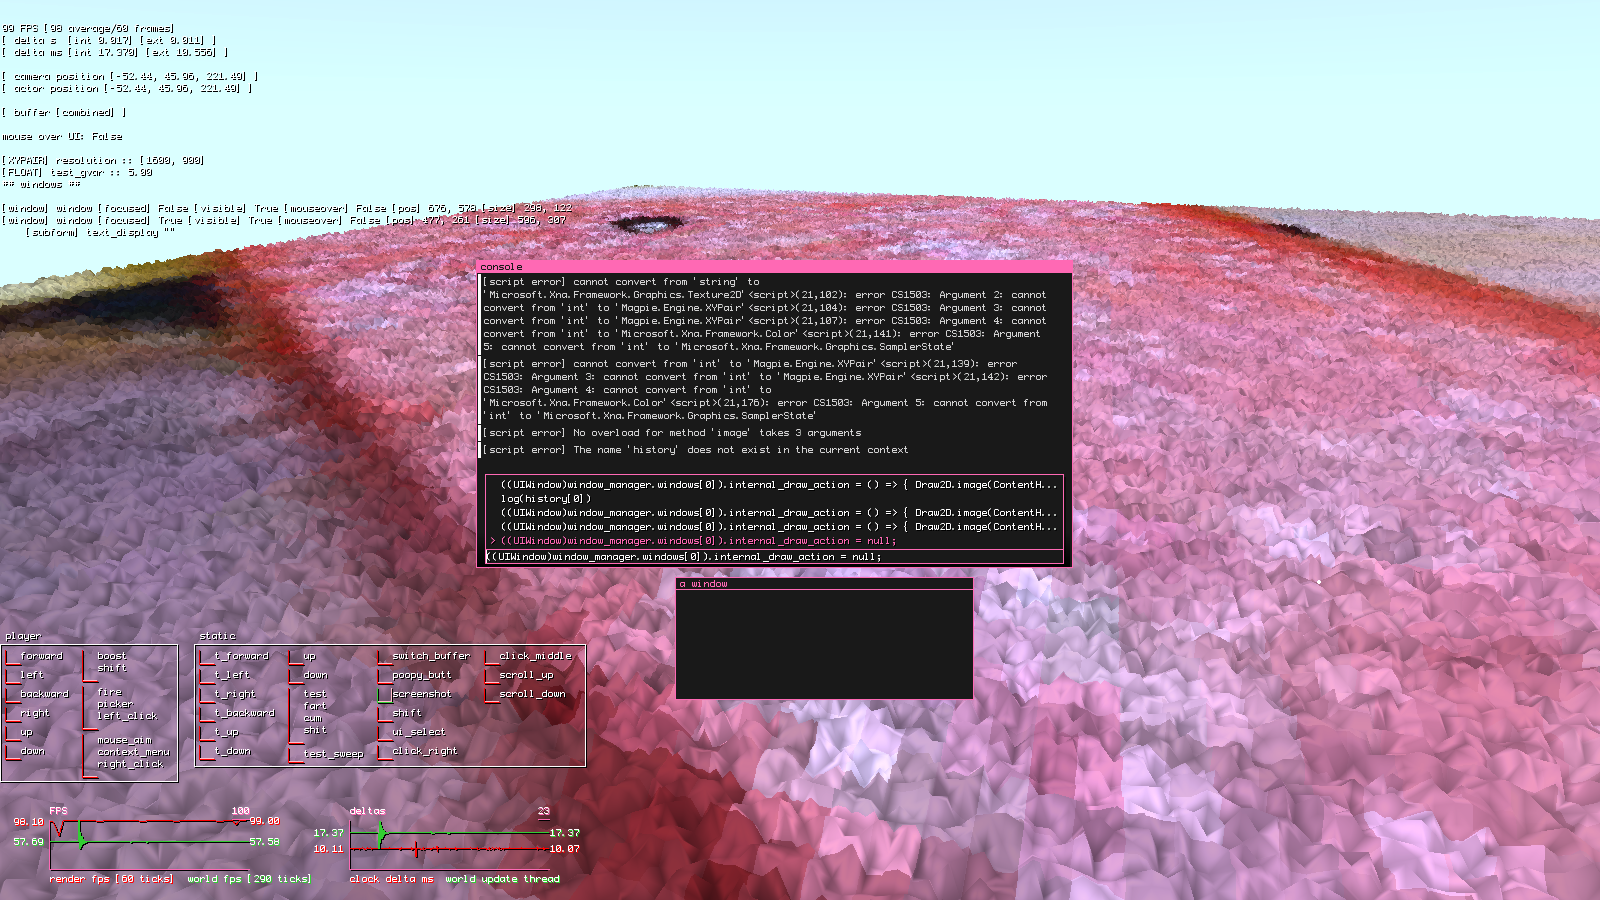 99 FPS [98 average/60 frames]
[ delta s  [int 0.017] [ext 0.011] ]
[ delta ms [int 17.370] [ext 10.556] ]
[ camera position [-52.44, 45.96, 221.49] ]
[ actor position [-52.44, 45.96, 221.49] ]
[ buffer [combined] ]
mouse over UI: False
[XYPAIR] resolution :: [1600, 900]
[FLOAT] test_gvar :: 5.00
## windows ##
[window] window [focused] False [visible] True [mouseover] False [pos] 676, 578 [size] 298, 122
[window] window [focused] True [visible] True [mouseover] False [pos] 477, 261 [size] 596, 307
[subform] text_display ""
console
[script error] cannot convert from 'string' to
'Microsoft.Xna.Framework.Graphics.Texture2D'<script>(21,102): error CS1503: Argument 2: cannot
convert from 'int' to 'Magpie.Engine.XYPair'<script>(21,104): error CS1503: Argument 3: cannot
convert from 'int' to 'Magpie.Engine.XYPair'<script>(21,107): error CS1503: Argument 4: cannot
convert from 'int' to 'Microsoft.Xna.Framework.Color'<script>(21,141): error CS1503: Argument
5: cannot convert from 'int' to 'Microsoft.Xna.Framework.Graphics.SamplerState'
[script error] cannot convert from 'int' to 'Magpie.Engine.XYPair'<script>(21,139): error
CS1503: Argument 3: cannot convert from 'int' to 'Magpie.Engine.XYPair'<script>(21,142): error
CS1503: Argument 4: cannot convert from 'int' to
'Microsoft.Xna.Framework.Color'<script>(21,176): error CS1503: Argument 5: cannot convert from
'int' to 'Microsoft.Xna.Framework.Graphics.SamplerState'
[script error] No overload for method 'image' takes 3 arguments
[script error] The name 'history' does not exist in the current context
((UIWindow)window_manager.windows[0]).internal_draw_action = () => { Draw2D.image(ContentH...
log(history[0])
((UIWindow)window_manager.windows[0]).internal_draw_action = () => { Draw2D.image(ContentH...
((UIWindow)window_manager.windows[0]).internal_draw_action = () => { Draw2D.image(ContentH...
> ((UIWindow)window_manager.windows[0]).internal_draw_action = null;
((UIWindow)window_manager.windows[0]).internal_draw_action = null;
a window
player
forward
left
backward
right
up
down
boost
shift
fire
picker
left_click
mouse_aim
context_menu
right_click
static
t_forward
t_left
t_right
t_backward
t_up
t_down
up
down
test
fart
cum
shit
test_sweep
switch_buffer
poopy_butt
screenshot
shift
ui_select
click_right
click_middle
scroll_up
scroll_down
FPS 100
98.10 99.00
57.69 57.58
render fps [60 ticks] world fps [290 ticks]
deltas 23
17.37 17.37
10.11 10.07
clock delta ms world update thread